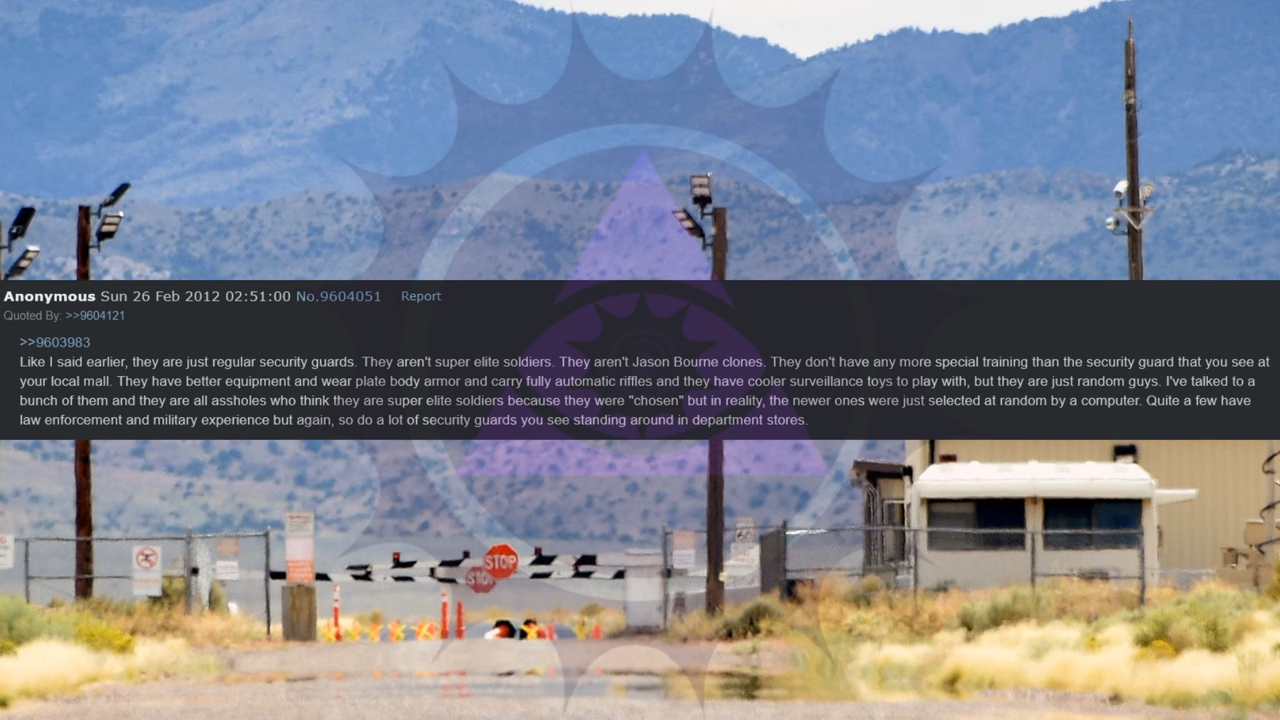 Anonymous Sun 26 Feb 2012 02:51:00 No.9604051 Report
Quoted By: >>9604121
>>9603983
Like I said earlier, they are just regular security guards. They aren't super elite soldiers. They aren't Jason Bourne clones. They don't have any more special training than the security guard that you see at
your local mall. They have better equipment and wear plate body armor and carry fully automatic riffles and they have cooler surveillance toys to play with, but they are just random guys. I've talked to a
bunch of them and they are all assholes who think they are super elite soldiers because they were "chosen" but in reality, the newer ones were just selected at random by a computer. Quite a few have
law enforcement and military experience but again, so do a lot of security guards you see standing around in department stores.
STOP
STOP